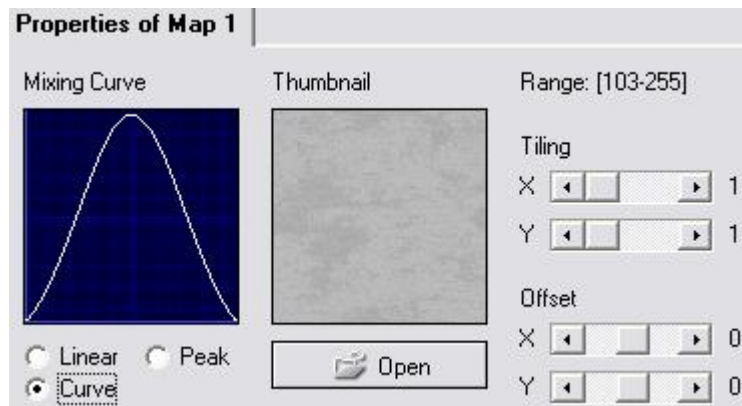 Properties of Map 1
Mixing Curve
Thumbnail
Range: [103-255]
Tiling
X 1
Y 1
Offset
X 0
Y 0
Linear
Peak
Curve
Open